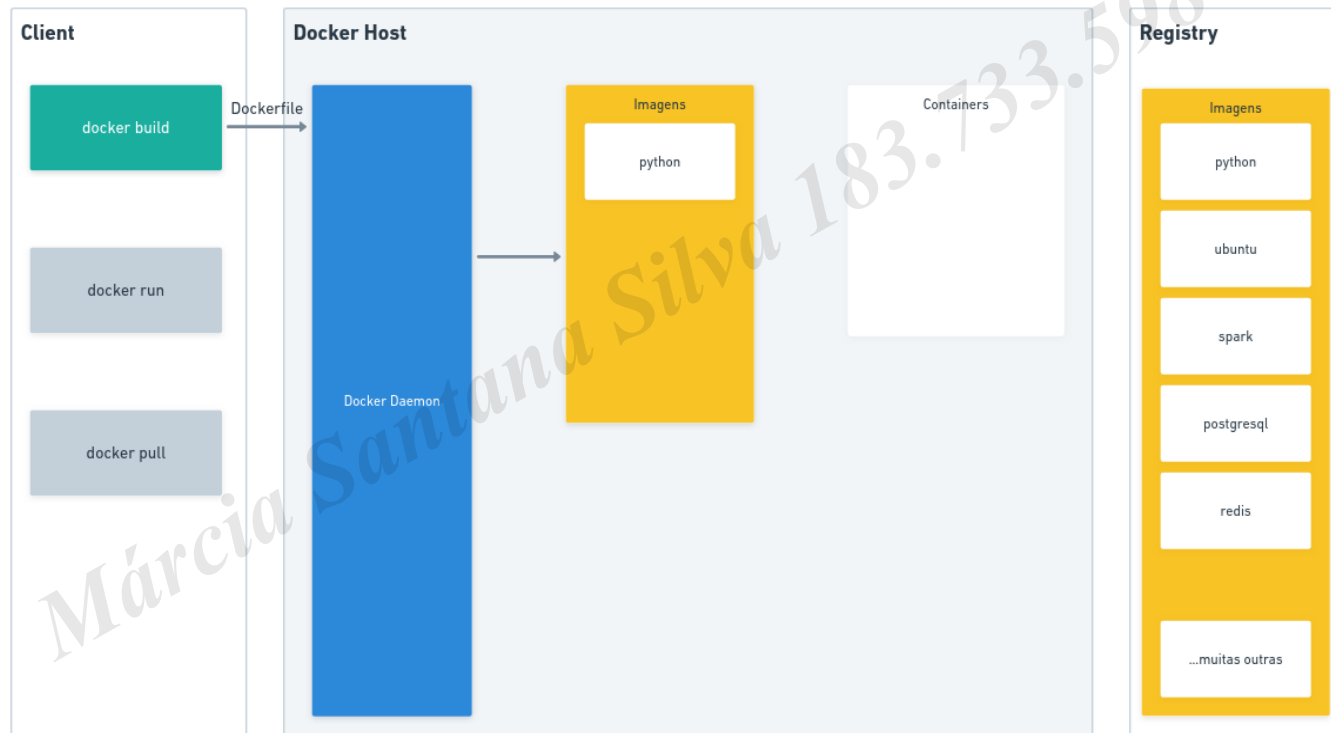 Client
docker build
docker run
docker pull
Dockerfile
Docker Host
Docker Daemon
Imagens
python
Containers
Registry
Imagens
python
ubuntu
spark
postgresql
redis
...muitas outras
Márcia Santana Silva 183.733.598